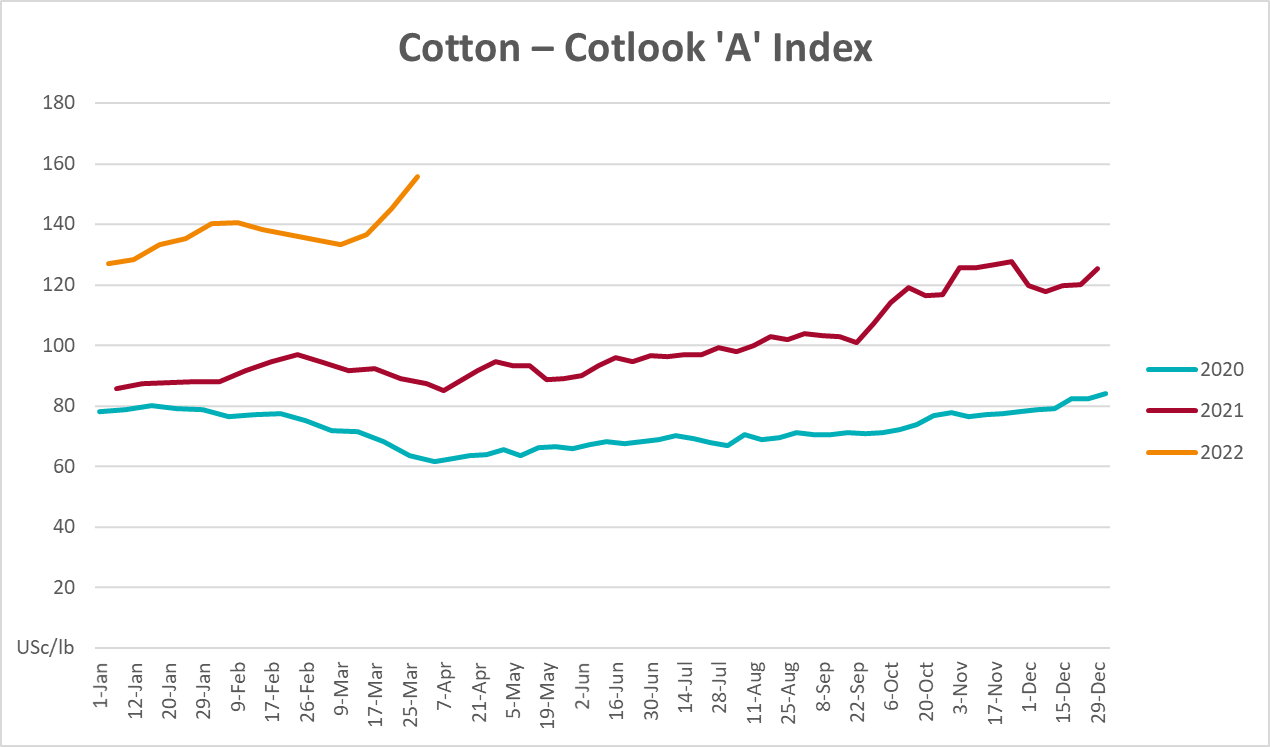 Cotton – Cotlook 'A' Index
180
160
140
120
100
80
60
40
20
USc/lb
1-Jan
12-Jan
20-Jan
29-Jan
9-Feb
17-Feb
26-Feb
9-Mar
17-Mar
25-Mar
7-Apr
21-Apr
5-May
19-May
2-Jun
16-Jun
30-Jun
14-Jul
28-Jul
11-Aug
25-Aug
8-Sep
22-Sep
6-Oct
20-Oct
3-Nov
17-Nov
1-Dec
15-Dec
29-Dec
2020
2021
2022